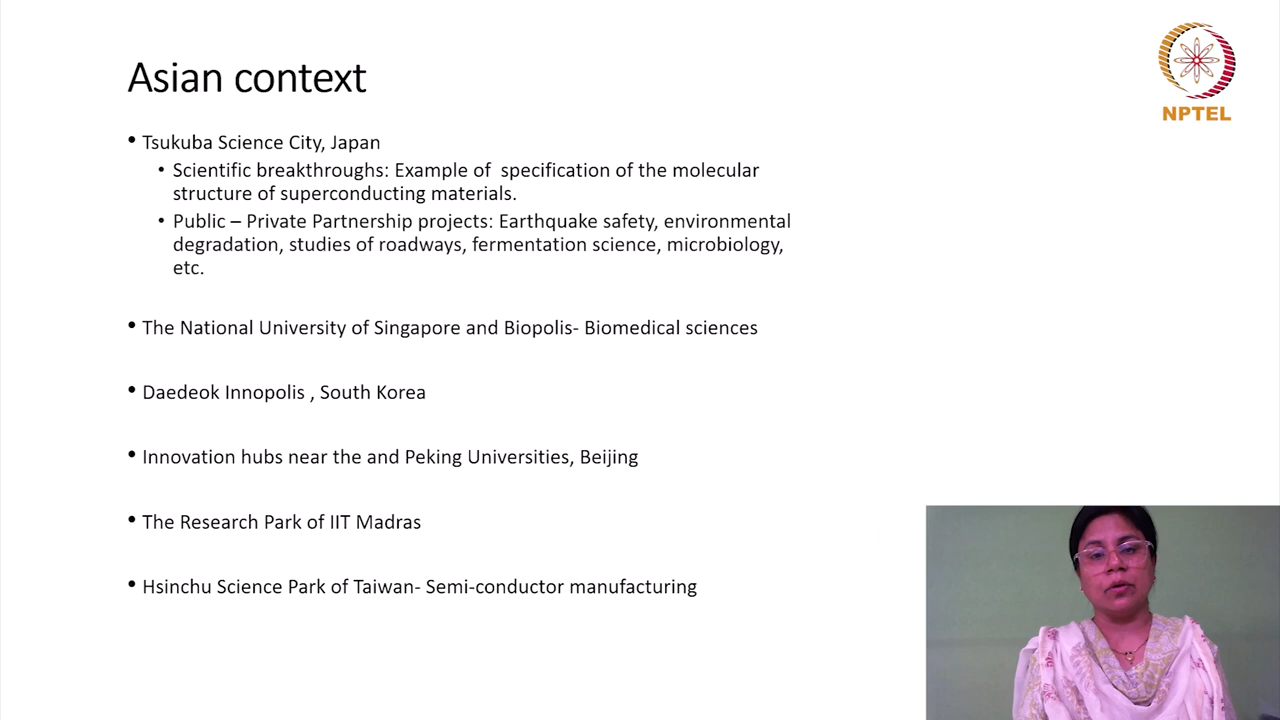 Asian context
NPTEL
• Tsukuba Science City, Japan
• Scientific breakthroughs: Example of  specification of the molecular
structure of superconducting materials.
• Public – Private Partnership projects: Earthquake safety, environmental
degradation, studies of roadways, fermentation science, microbiology,
etc.
• The National University of Singapore and Biopolis- Biomedical sciences
• Daedeok Innopolis , South Korea
• Innovation hubs near the and Peking Universities, Beijing
• The Research Park of IIT Madras
• Hsinchu Science Park of Taiwan- Semi-conductor manufacturing